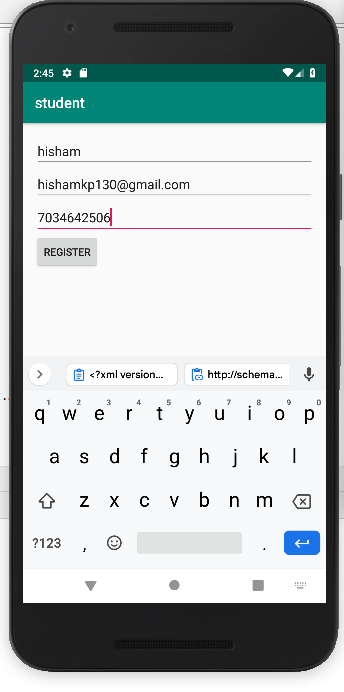 2:45
student
hisham
hishamkp130@gmail.com
7034642506
REGISTER
<?xml version... http://schema...
1 2 3 4 5 6 7 8 9 0
q w e r t y u i o p
a s d f g h j k l
z x c v b n m
?123 , .